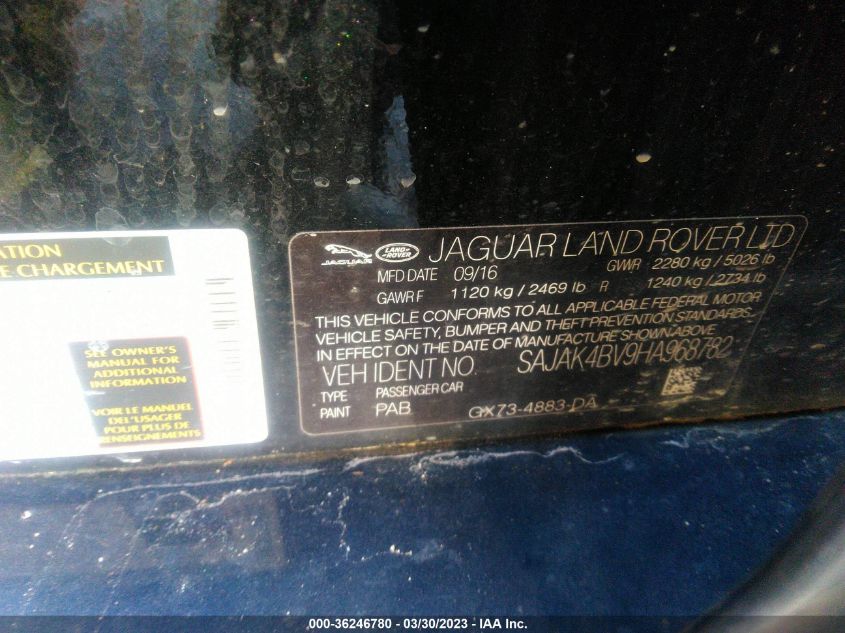 ATION
E CHARGEMENT
SEE OWNER'S
MANUAL FOR
ADDITIONAL
INFORMATION
VOIR LE MANUEL
DEL'USAGER
POUR PLUS DE
RENSEIGNEMENTS
JAGUAR
LAND ROVER
JAGUAR LAND ROVER LTD
MFD DATE 09/16 GWR 2280 kg / 5026 lb
GAWR F 1120 kg / 2469 lb R 1240 kg / 2734 lb
THIS VEHICLE CONFORMS TO ALL APPLICABLE FEDERAL MOTOR
VEHICLE SAFETY, BUMPER AND THEFT PREVENTION STANDARDS
IN EFFECT ON THE DATE OF MANUFACTURE SHOWN ABOVE
VEH IDENT NO. SAJAK4BV9HA968782
TYPE PASSENGER CAR
PAINT PAB GX73-4883-DA
000-36246780 - 03/30/2023 - IAA Inc.